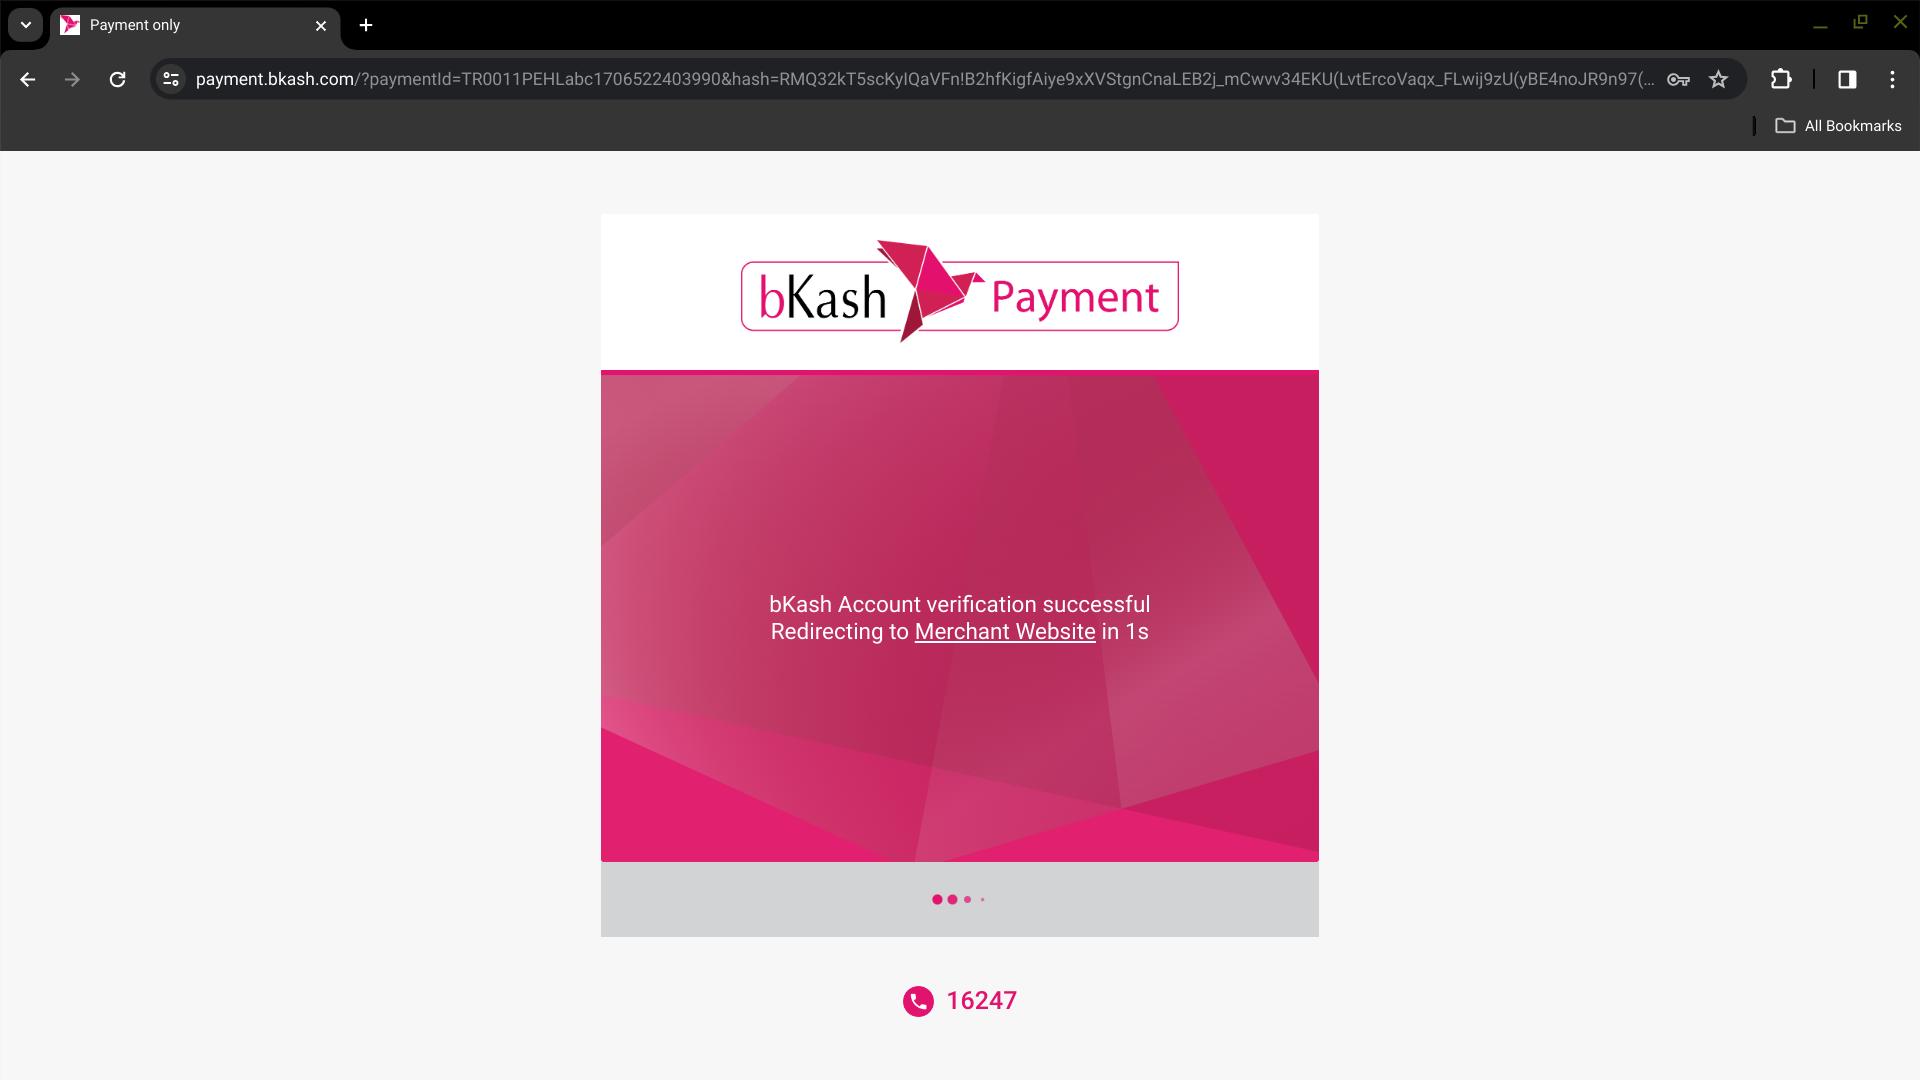 Payment only
payment.bkash.com/?paymentId=TR0011PEHLabc1706522403990&hash=RMQ32kT5scKyIQaVFn!B2hfKigfAiye9xXVStgnCnaLEB2j_mCwvv34EKU(LvtErcoVaqx_FLwij9zU(yBE4noJR9n97(...
All Bookmarks
bKash Payment
bKash Account verification successful
Redirecting to Merchant Website in 1s
16247